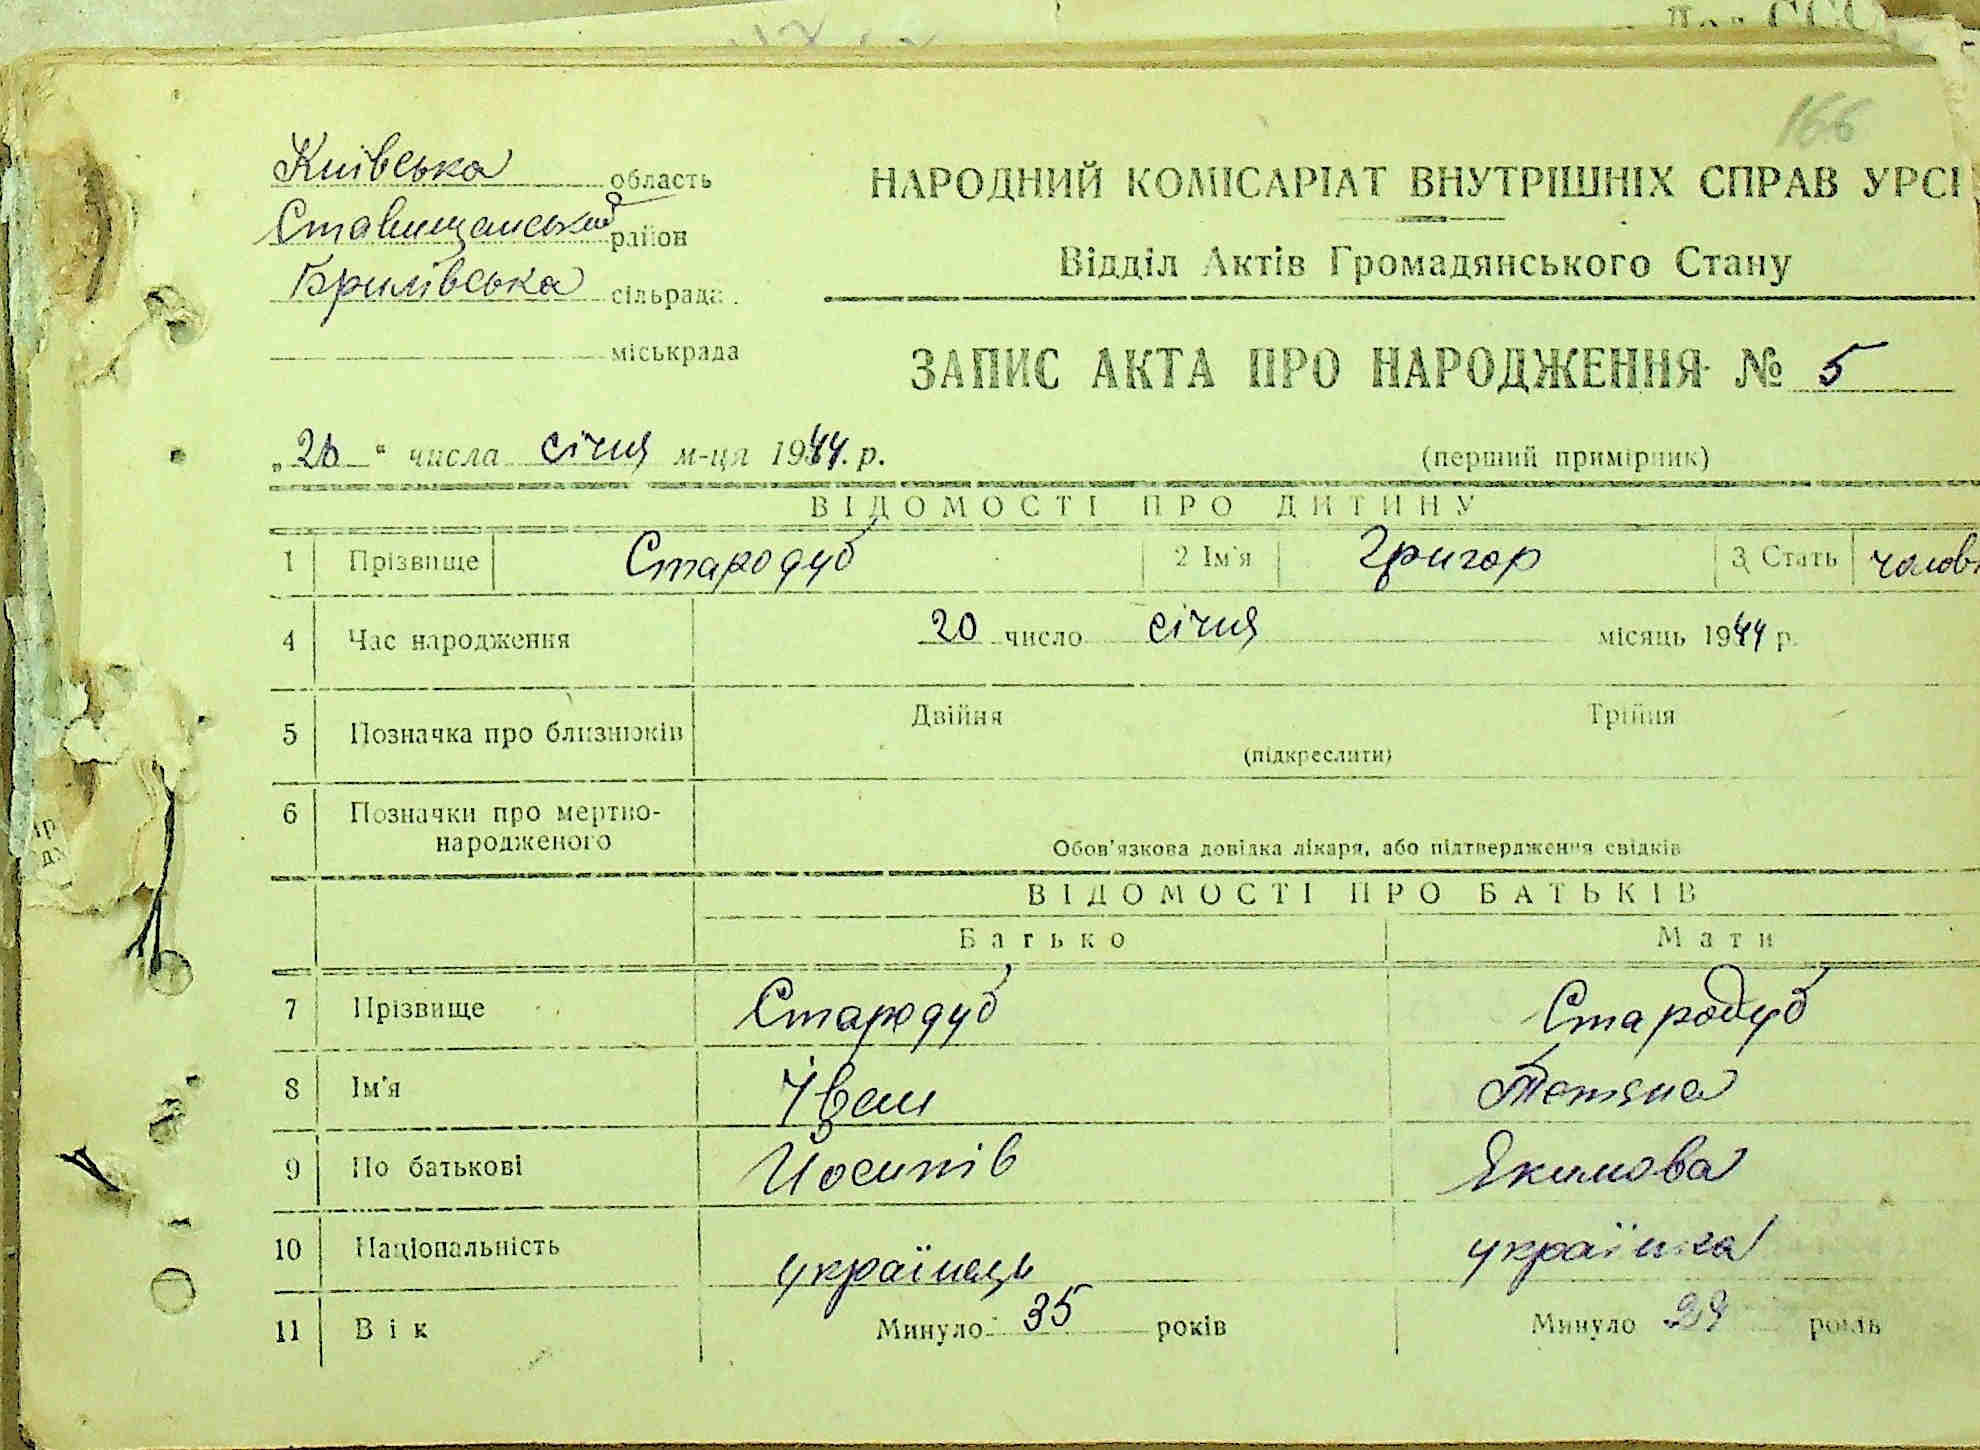 166
Київська область
Ставищанський район
Брилівська сільрада
міськрада
НАРОДНИЙ КОМІСАРІАТ ВНУТРІШНІХ СПРАВ УРСР
Відділ Актів Громадянського Стану
ЗАПИС АКТА ПРО НАРОДЖЕННЯ № 5
(перший примірник)
" числа січня м-ця 1944. р.
ВІДОМОСТІ ПРО ДИТИНУ
1 Прізвище Стародуб 2 Ім'я Григор 3 Стать чолов
4 Час народження 20 число січня місяць 1944 р.
5 Позначка про близнюків Двійня Трійня
(підкреслити)
6 Позначки про мертво-
народженого Обов'язкова довідка лікаря, або підтвердження свідків
ВІДОМОСТІ ПРО БАТЬКІВ
Батько Мати
7 Прізвище Стародуб Стародуб
8 Ім'я Іван Тетяна
9 По батькові Йосипів Якимова
10 Національність українець українка
11 Вік Минуло 35 років Минуло років